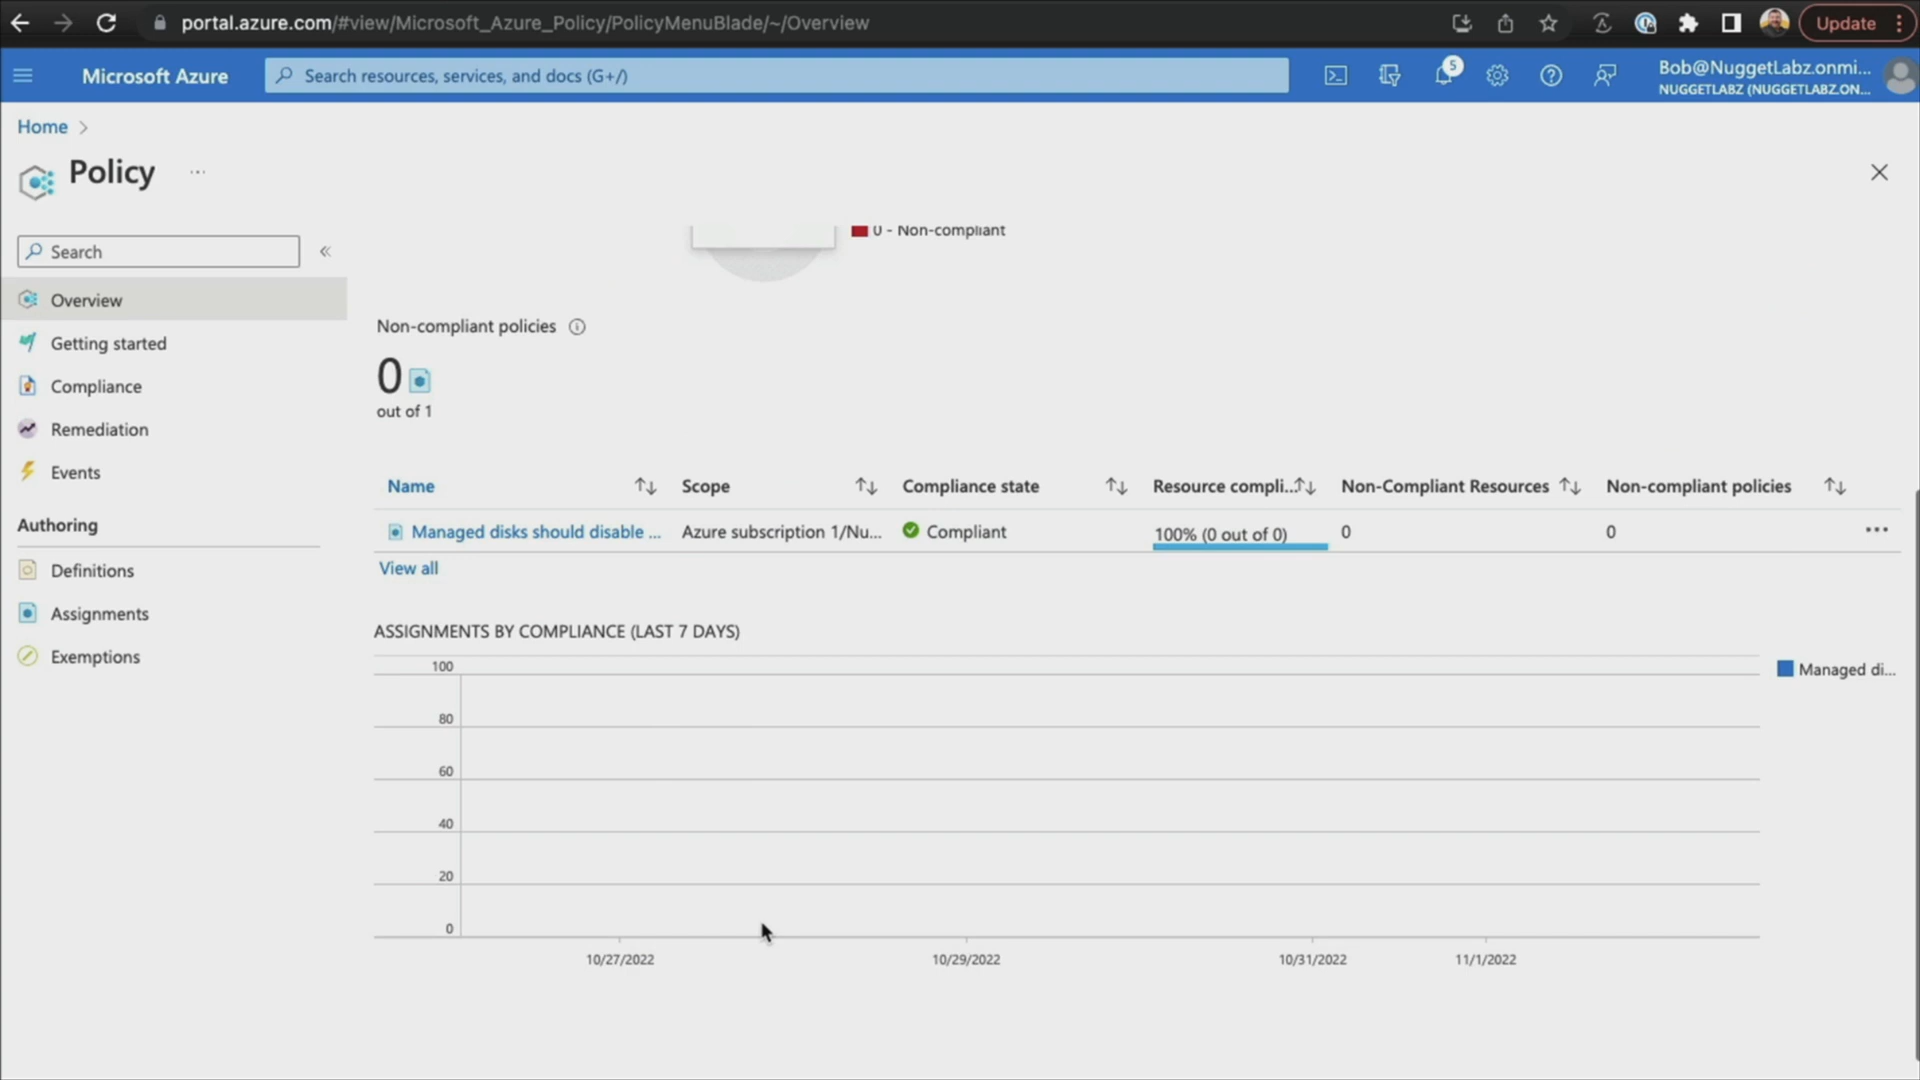 portal.azure.com/#view/Microsoft_Azure_Policy/PolicyMenuBlade/~/Overview
Update
Microsoft Azure
Search resources, services, and docs (G+/)
5
Bob@NuggetLabz.onmi...
NUGGETLABZ (NUGGETLABZ.ON...
Home
Policy
...
Search
Overview
Getting started
Compliance
Remediation
Events
Authoring
Definitions
Assignments
Exemptions
0 - Non-compliant
Non-compliant policies
0
out of 1
Name Scope Compliance state Resource compli... Non-Compliant Resources Non-compliant policies
Managed disks should disable ... Azure subscription 1/Nu... Compliant 100% (0 out of 0) 0 0 ...
View all
ASSIGNMENTS BY COMPLIANCE (LAST 7 DAYS)
100
80
60
40
20
0
10/27/2022 10/29/2022 10/31/2022 11/1/2022
Managed di...